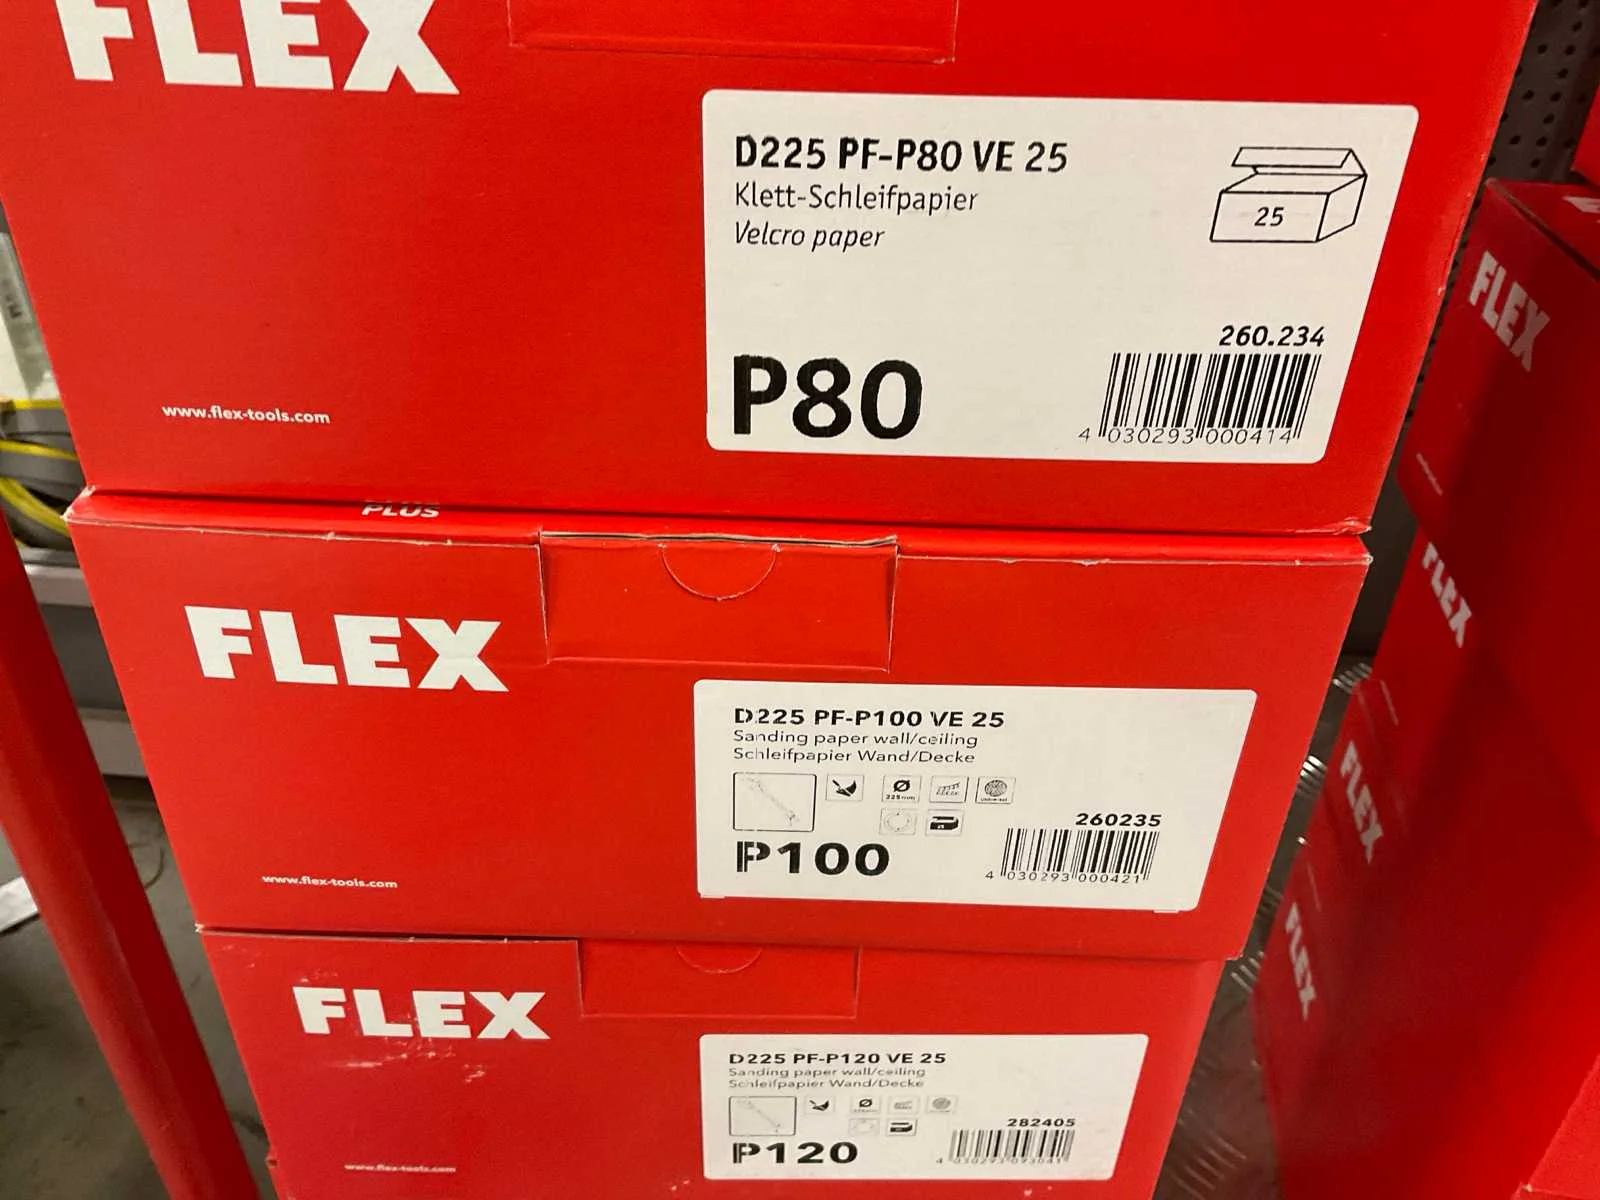 FLEX
D225 PF-P80 VE 25
Klett-Schleifpapier
Velcro paper
25
260.234
P80
4 030293 000414
www.flex-tools.com
PLUS
FLEX
D225 PF-P100 VE 25
Sanding paper wall/ceiling
Schleifpapier Wand/Decke
Ø
225mm
260235
P100
4 030293 000421
www.flex-tools.com
FLEX
D225 PF-P120 VE 25
Sanding paper wall/ceiling
Schleifpapier Wand/Decke
Ø
282405
P120
www.flex-tools.com
FLEX
FLEX
FLEX
FLEX